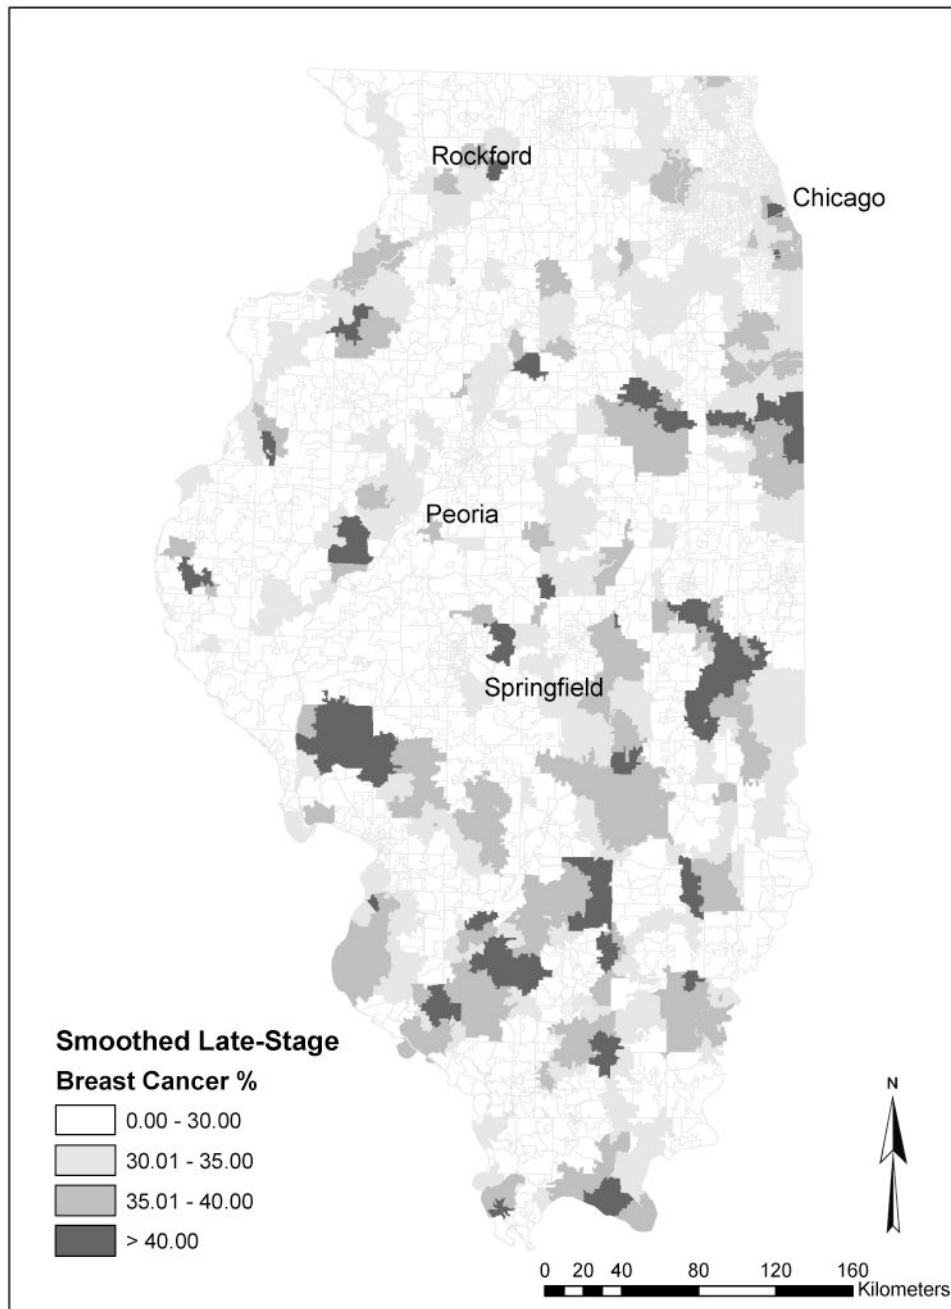 Rockford
Chicago
Peoria
Springfield
Smoothed Late-Stage
Breast Cancer %
0.00 - 30.00
30.01 - 35.00
35.01 - 40.00
> 40.00
N
0 20 40 80 120 160
Kilometers